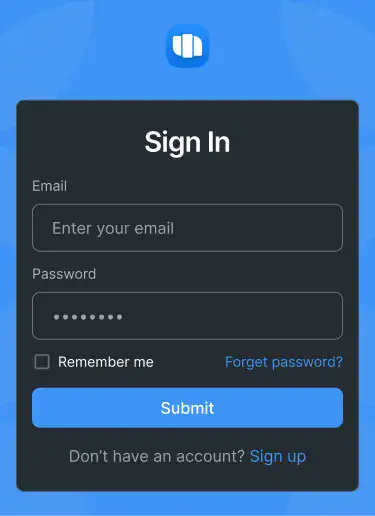 Sign In
Email
Enter your email
Password
••••••••
Remember me Forget password?
Submit
Don't have an account? Sign up